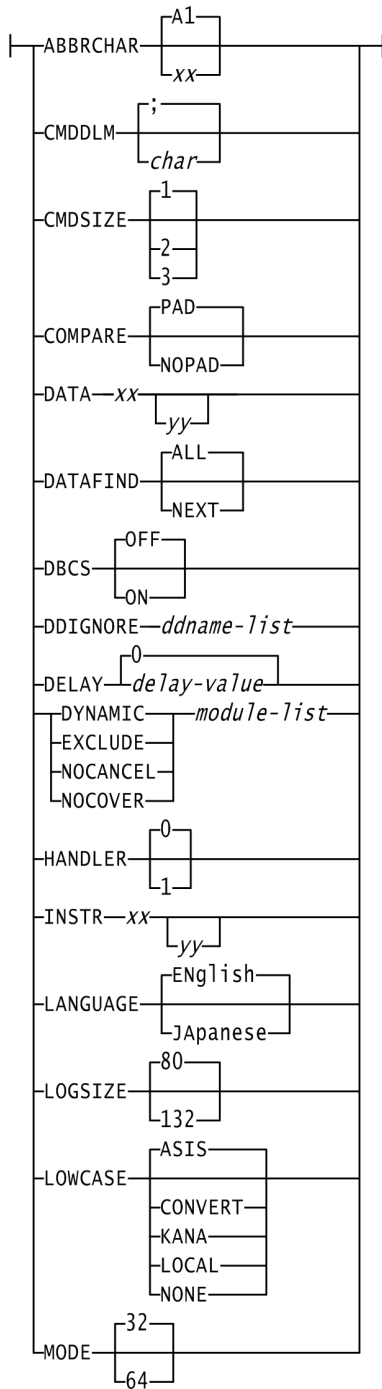 A1
ABBRCHAR
xx
;
CMDDLM
char
1
CMDSIZE
2
3
PAD
COMPARE
NOPAD
DATA xx
yy
ALL
DATAFIND
NEXT
OFF
DBCS
ON
DDIGNORE ddname-list
0
DELAY delay-value
DYNAMIC module-list
EXCLUDE
NOCANCEL
NOCOVER
0
HANDLER
1
INSTR xx
yy
ENglish
LANGUAGE
JApanese
80
LOGSIZE
132
ASIS
LOWCASE
CONVERT
KANA
LOCAL
NONE
32
MODE
64